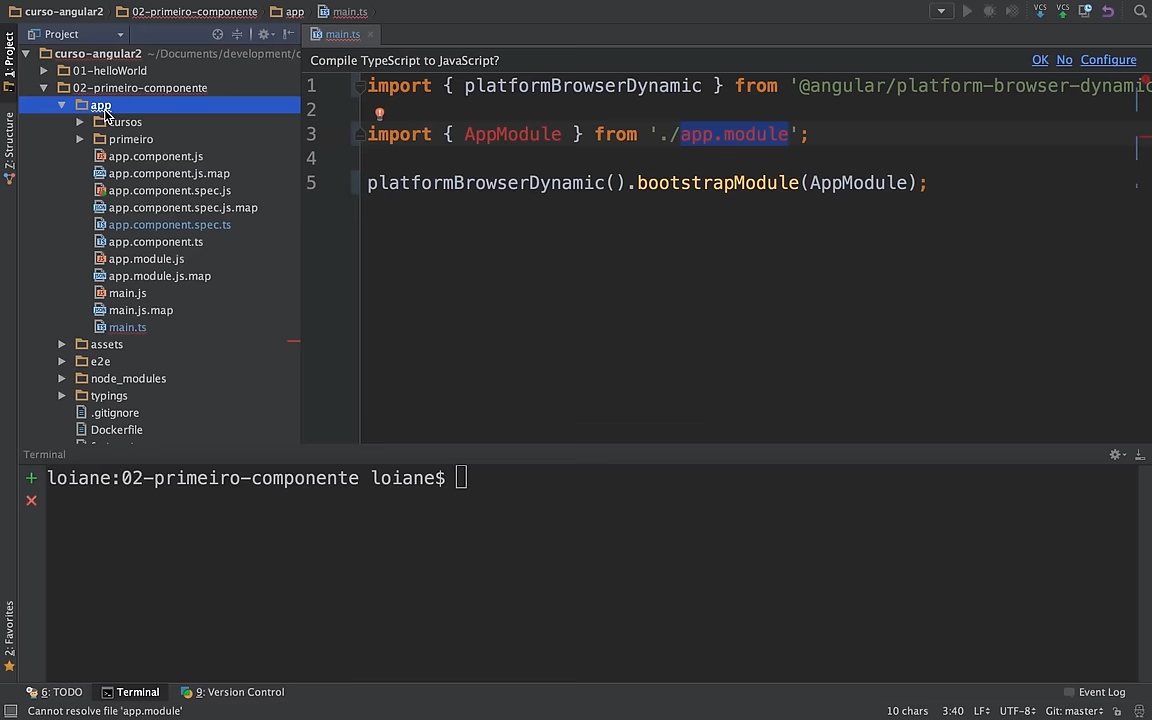 curso-angular2 02-primeiro-componente app main.ts
1: Project
Project
main.ts
curso-angular2 ~/Documents/development/c
Compile TypeScript to JavaScript?
OK No Configure
01-helloWorld
02-primeiro-componente
app
cursos
primeiro
app.component.js
app.component.js.map
app.component.spec.js
app.component.spec.js.map
app.component.spec.ts
app.component.ts
app.module.js
app.module.js.map
main.js
main.js.map
main.ts
assets
e2e
node_modules
typings
.gitignore
Dockerfile
1 import { platformBrowserDynamic } from '@angular/platform-browser-dynamic
2
3 import { AppModule } from './app.module';
4
5 platformBrowserDynamic().bootstrapModule(AppModule);
7: Structure
2: Favorites
Terminal
loiane:02-primeiro-componente loiane$
6: TODO Terminal 9: Version Control Event Log
Cannot resolve file 'app.module' 10 chars 3:40 LF÷ UTF-8÷ Git: master÷
VCS VCS